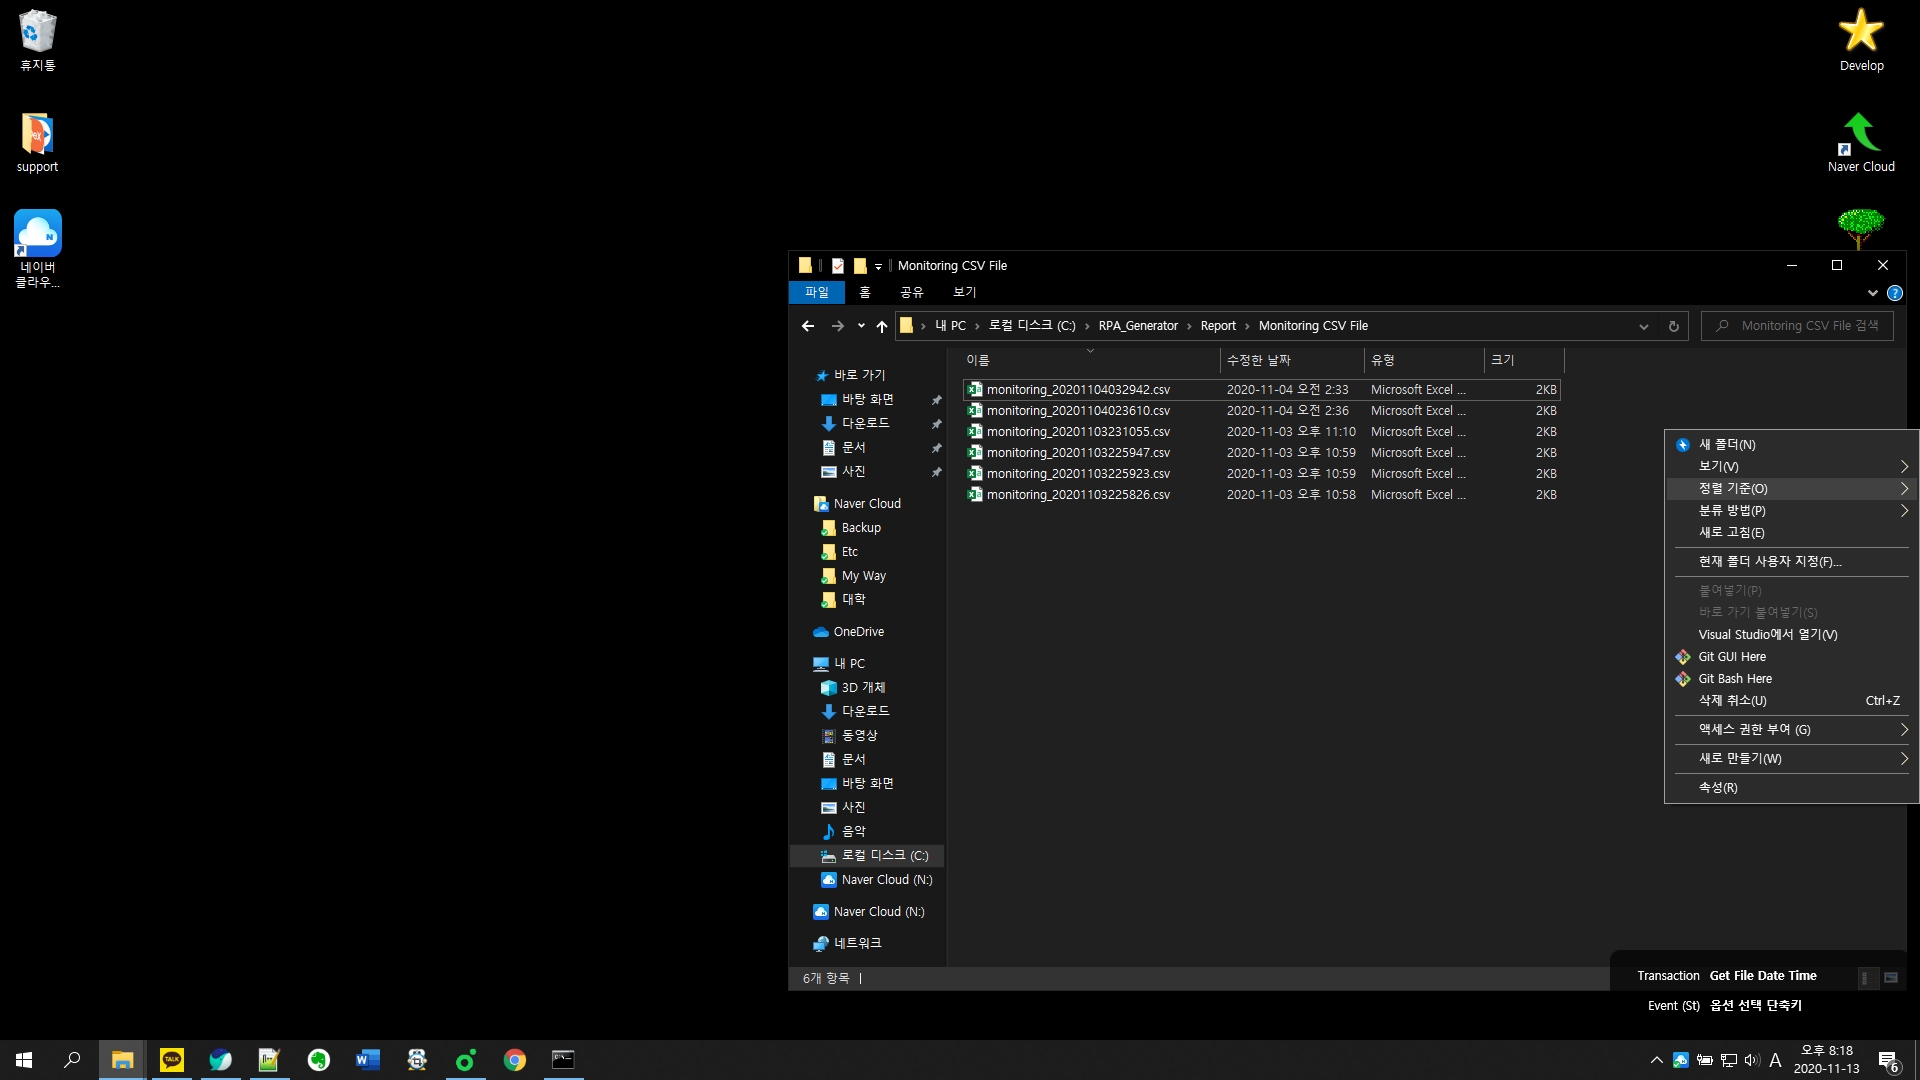 휴지통
support
네이버
클라우...
Develop
Naver Cloud
Monitoring CSV File
파일 홈 공유 보기
내 PC 로컬 디스크 (C:) RPA_Generator Report Monitoring CSV File
Monitoring CSV File 검색
이름 수정한 날짜 유형 크기
monitoring_20201104032942.csv 2020-11-04 오전 2:33 Microsoft Excel ... 2KB
monitoring_20201104023610.csv 2020-11-04 오전 2:36 Microsoft Excel ... 2KB
monitoring_20201103231055.csv 2020-11-03 오후 11:10 Microsoft Excel ... 2KB
monitoring_20201103225947.csv 2020-11-03 오후 10:59 Microsoft Excel ... 2KB
monitoring_20201103225923.csv 2020-11-03 오후 10:59 Microsoft Excel ... 2KB
monitoring_20201103225826.csv 2020-11-03 오후 10:58 Microsoft Excel ... 2KB
바로 가기
바탕 화면
다운로드
문서
사진
Naver Cloud
Backup
Etc
My Way
대학
OneDrive
내 PC
3D 개체
다운로드
동영상
문서
바탕 화면
사진
음악
로컬 디스크 (C:)
Naver Cloud (N:)
Naver Cloud (N:)
네트워크
6개 항목
새 폴더(N)
보기(V)
정렬 기준(O)
분류 방법(P)
새로 고침(E)
현재 폴더 사용자 지정(F)...
붙여넣기(P)
바로 가기 붙여넣기(S)
Visual Studio에서 열기(V)
Git GUI Here
Git Bash Here
삭제 취소(U) Ctrl+Z
액세스 권한 부여 (G)
새로 만들기(W)
속성(R)
Transaction Get File Date Time
Event (St) 옵션 선택 단축키
TALK
A
오후 8:18
2020-11-13
6